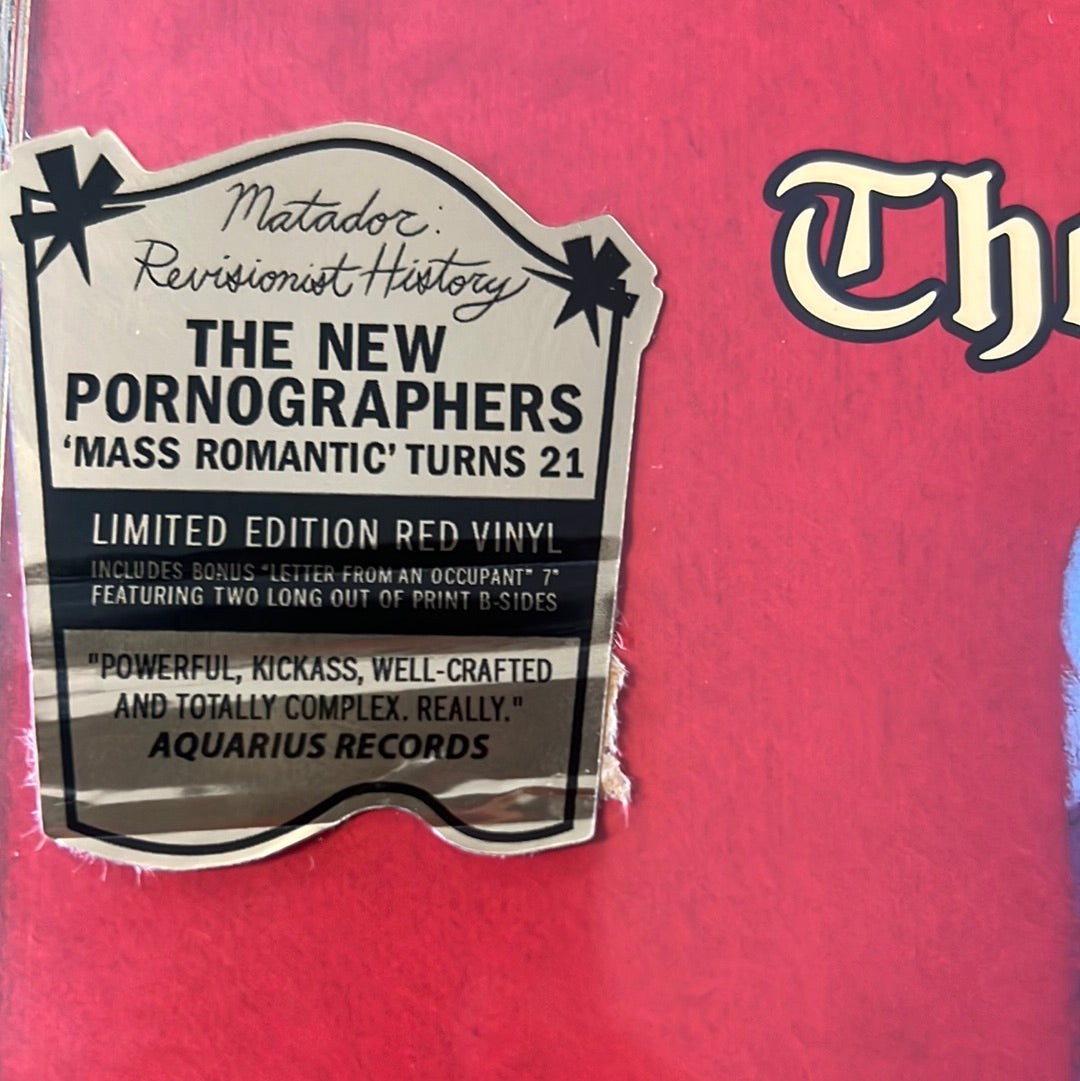 Matador:
Revisionist History
THE NEW
PORNOGRAPHERS
'MASS ROMANTIC' TURNS 21
LIMITED EDITION RED VINYL
INCLUDES BONUS "LETTER FROM AN OCCUPANT" 7"
FEATURING TWO LONG OUT OF PRINT B-SIDES
"POWERFUL, KICKASS, WELL-CRAFTED
AND TOTALLY COMPLEX. REALLY."
AQUARIUS RECORDS
Th